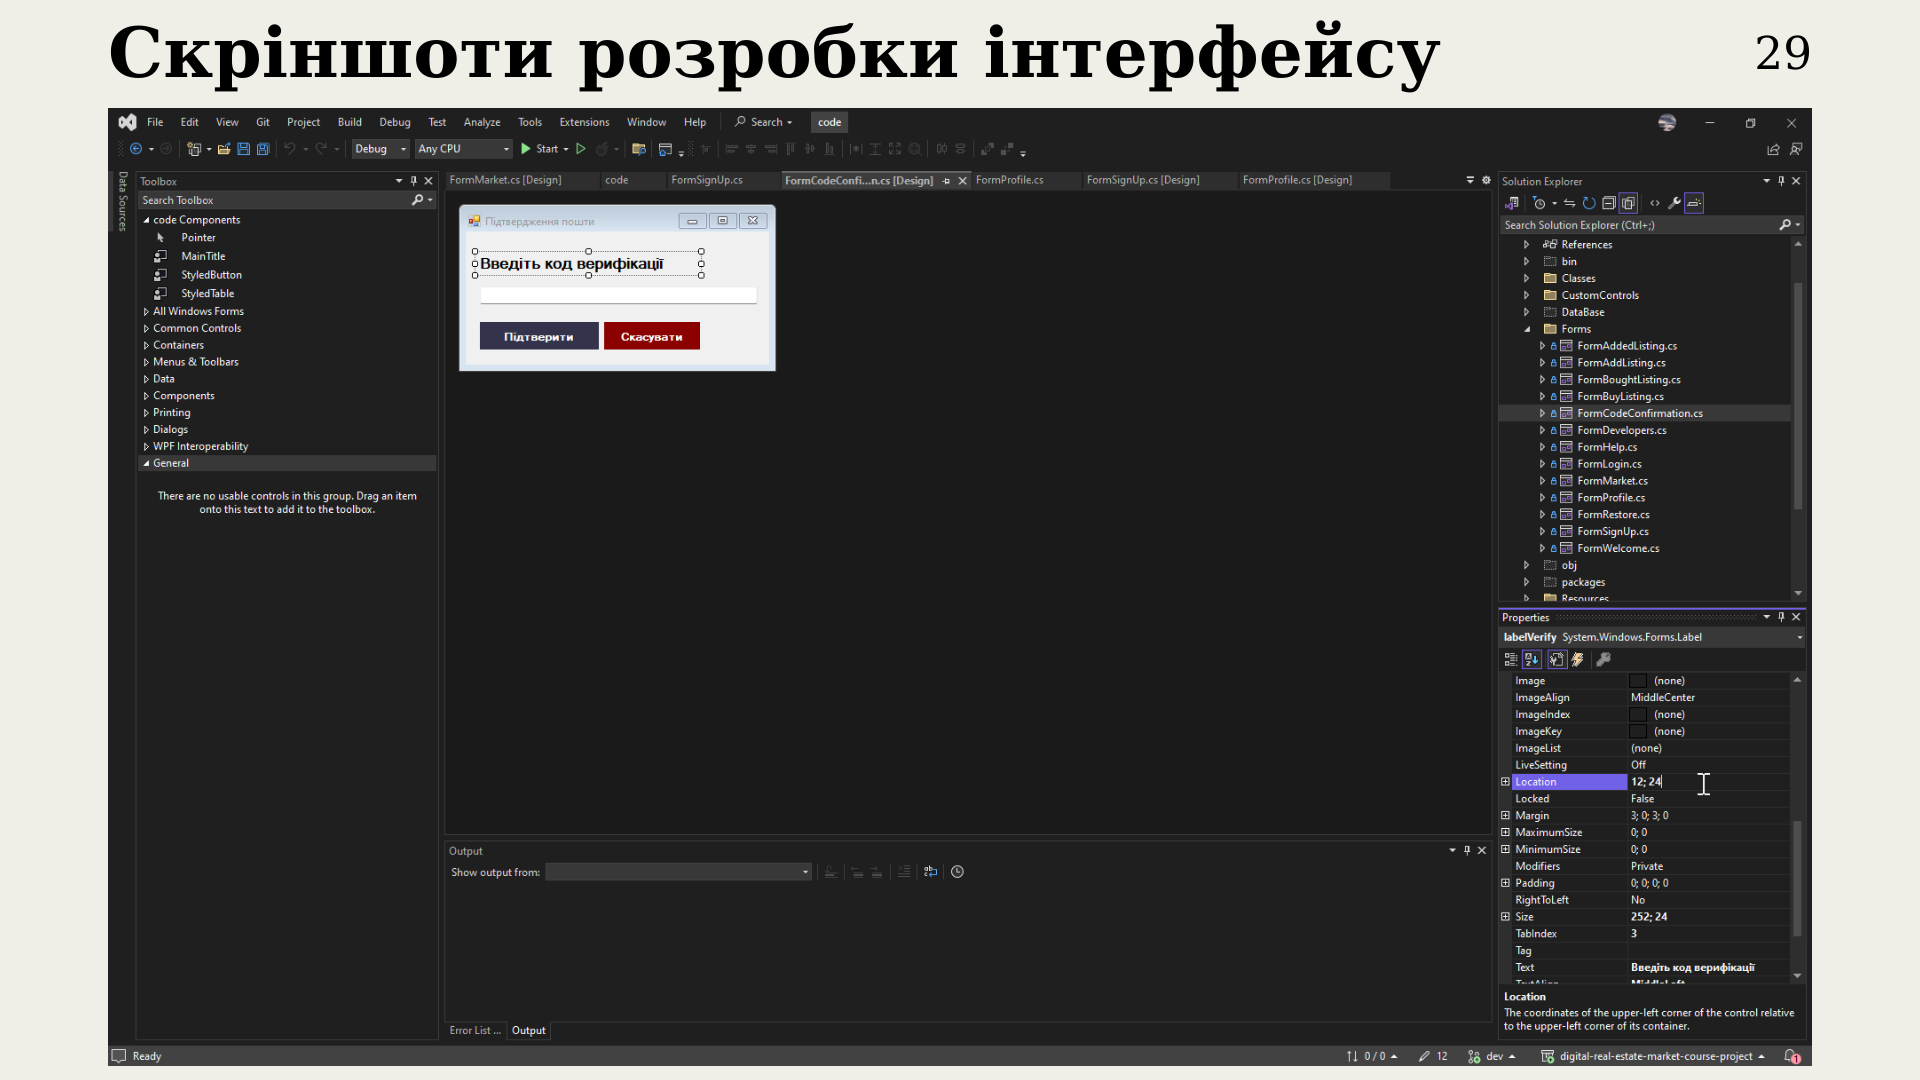 Скріншоти розробки інтерфейсу
29
File Edit View Git Project Build Debug Test Analyze Tools Extensions Window Help Search code
Debug Any CPU Start
Data Sources
Toolbox
Search Toolbox
code Components
Pointer
MainTitle
StyledButton
StyledTable
All Windows Forms
Common Controls
Containers
Menus & Toolbars
Data
Components
Printing
Dialogs
WPF Interoperability
General
There are no usable controls in this group. Drag an item
onto this text to add it to the toolbox.
FormMarket.cs [Design] code FormSignUp.cs FormCodeConfi...n.cs [Design] FormProfile.cs FormSignUp.cs [Design] FormProfile.cs [Design]
Підтвердження пошти
Введіть код верифікації
Підтверити Скасувати
Output
Show output from:
Error List ... Output
Solution Explorer
Search Solution Explorer (Ctrl+;)
References
bin
Classes
CustomControls
DataBase
Forms
FormAddedListing.cs
FormAddListing.cs
FormBoughtListing.cs
FormBuyListing.cs
FormCodeConfirmation.cs
FormDevelopers.cs
FormHelp.cs
FormLogin.cs
FormMarket.cs
FormProfile.cs
FormRestore.cs
FormSignUp.cs
FormWelcome.cs
obj
packages
Resources
Properties
labelVerify System.Windows.Forms.Label
Image (none)
ImageAlign MiddleCenter
ImageIndex (none)
ImageKey (none)
ImageList (none)
LiveSetting Off
Location 12; 24
Locked False
Margin 3; 0; 3; 0
MaximumSize 0; 0
MinimumSize 0; 0
Modifiers Private
Padding 0; 0; 0; 0
RightToLeft No
Size 252; 24
TabIndex 3
Tag
Text Введіть код верифікації
TextAlign MiddleLeft
Location
The coordinates of the upper-left corner of the control relative
to the upper-left corner of its container.
Ready
0 / 0 12 dev digital-real-estate-market-course-project 1